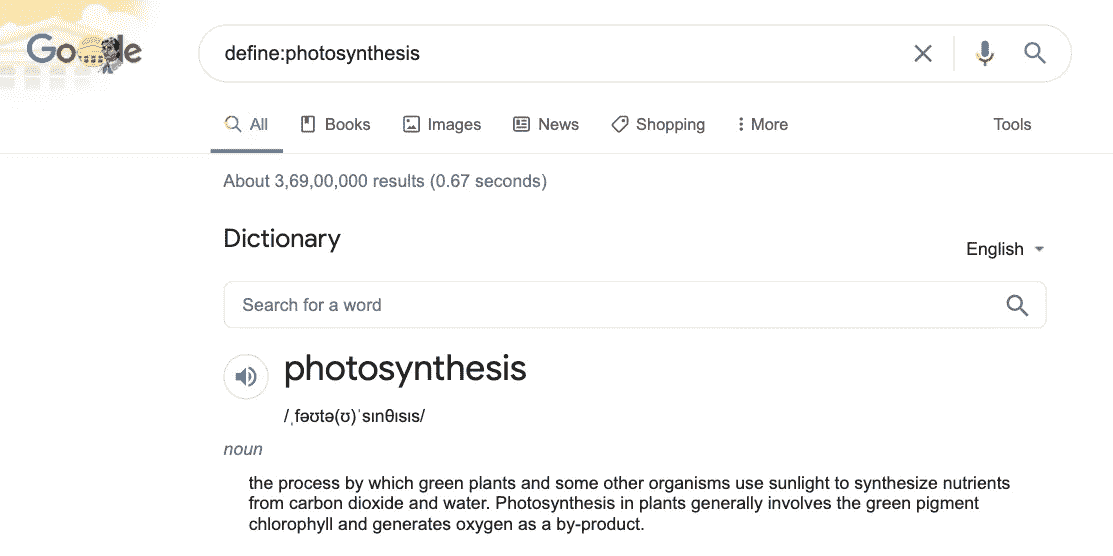 Google
define:photosynthesis
All Books Images News Shopping More Tools
About 3,69,00,000 results (0.67 seconds)
Dictionary
English
Search for a word
photosynthesis
/ˌfəʊtə(ʊ)ˈsɪnθɪsɪs/
noun
the process by which green plants and some other organisms use sunlight to synthesize nutrients
from carbon dioxide and water. Photosynthesis in plants generally involves the green pigment
chlorophyll and generates oxygen as a by-product.